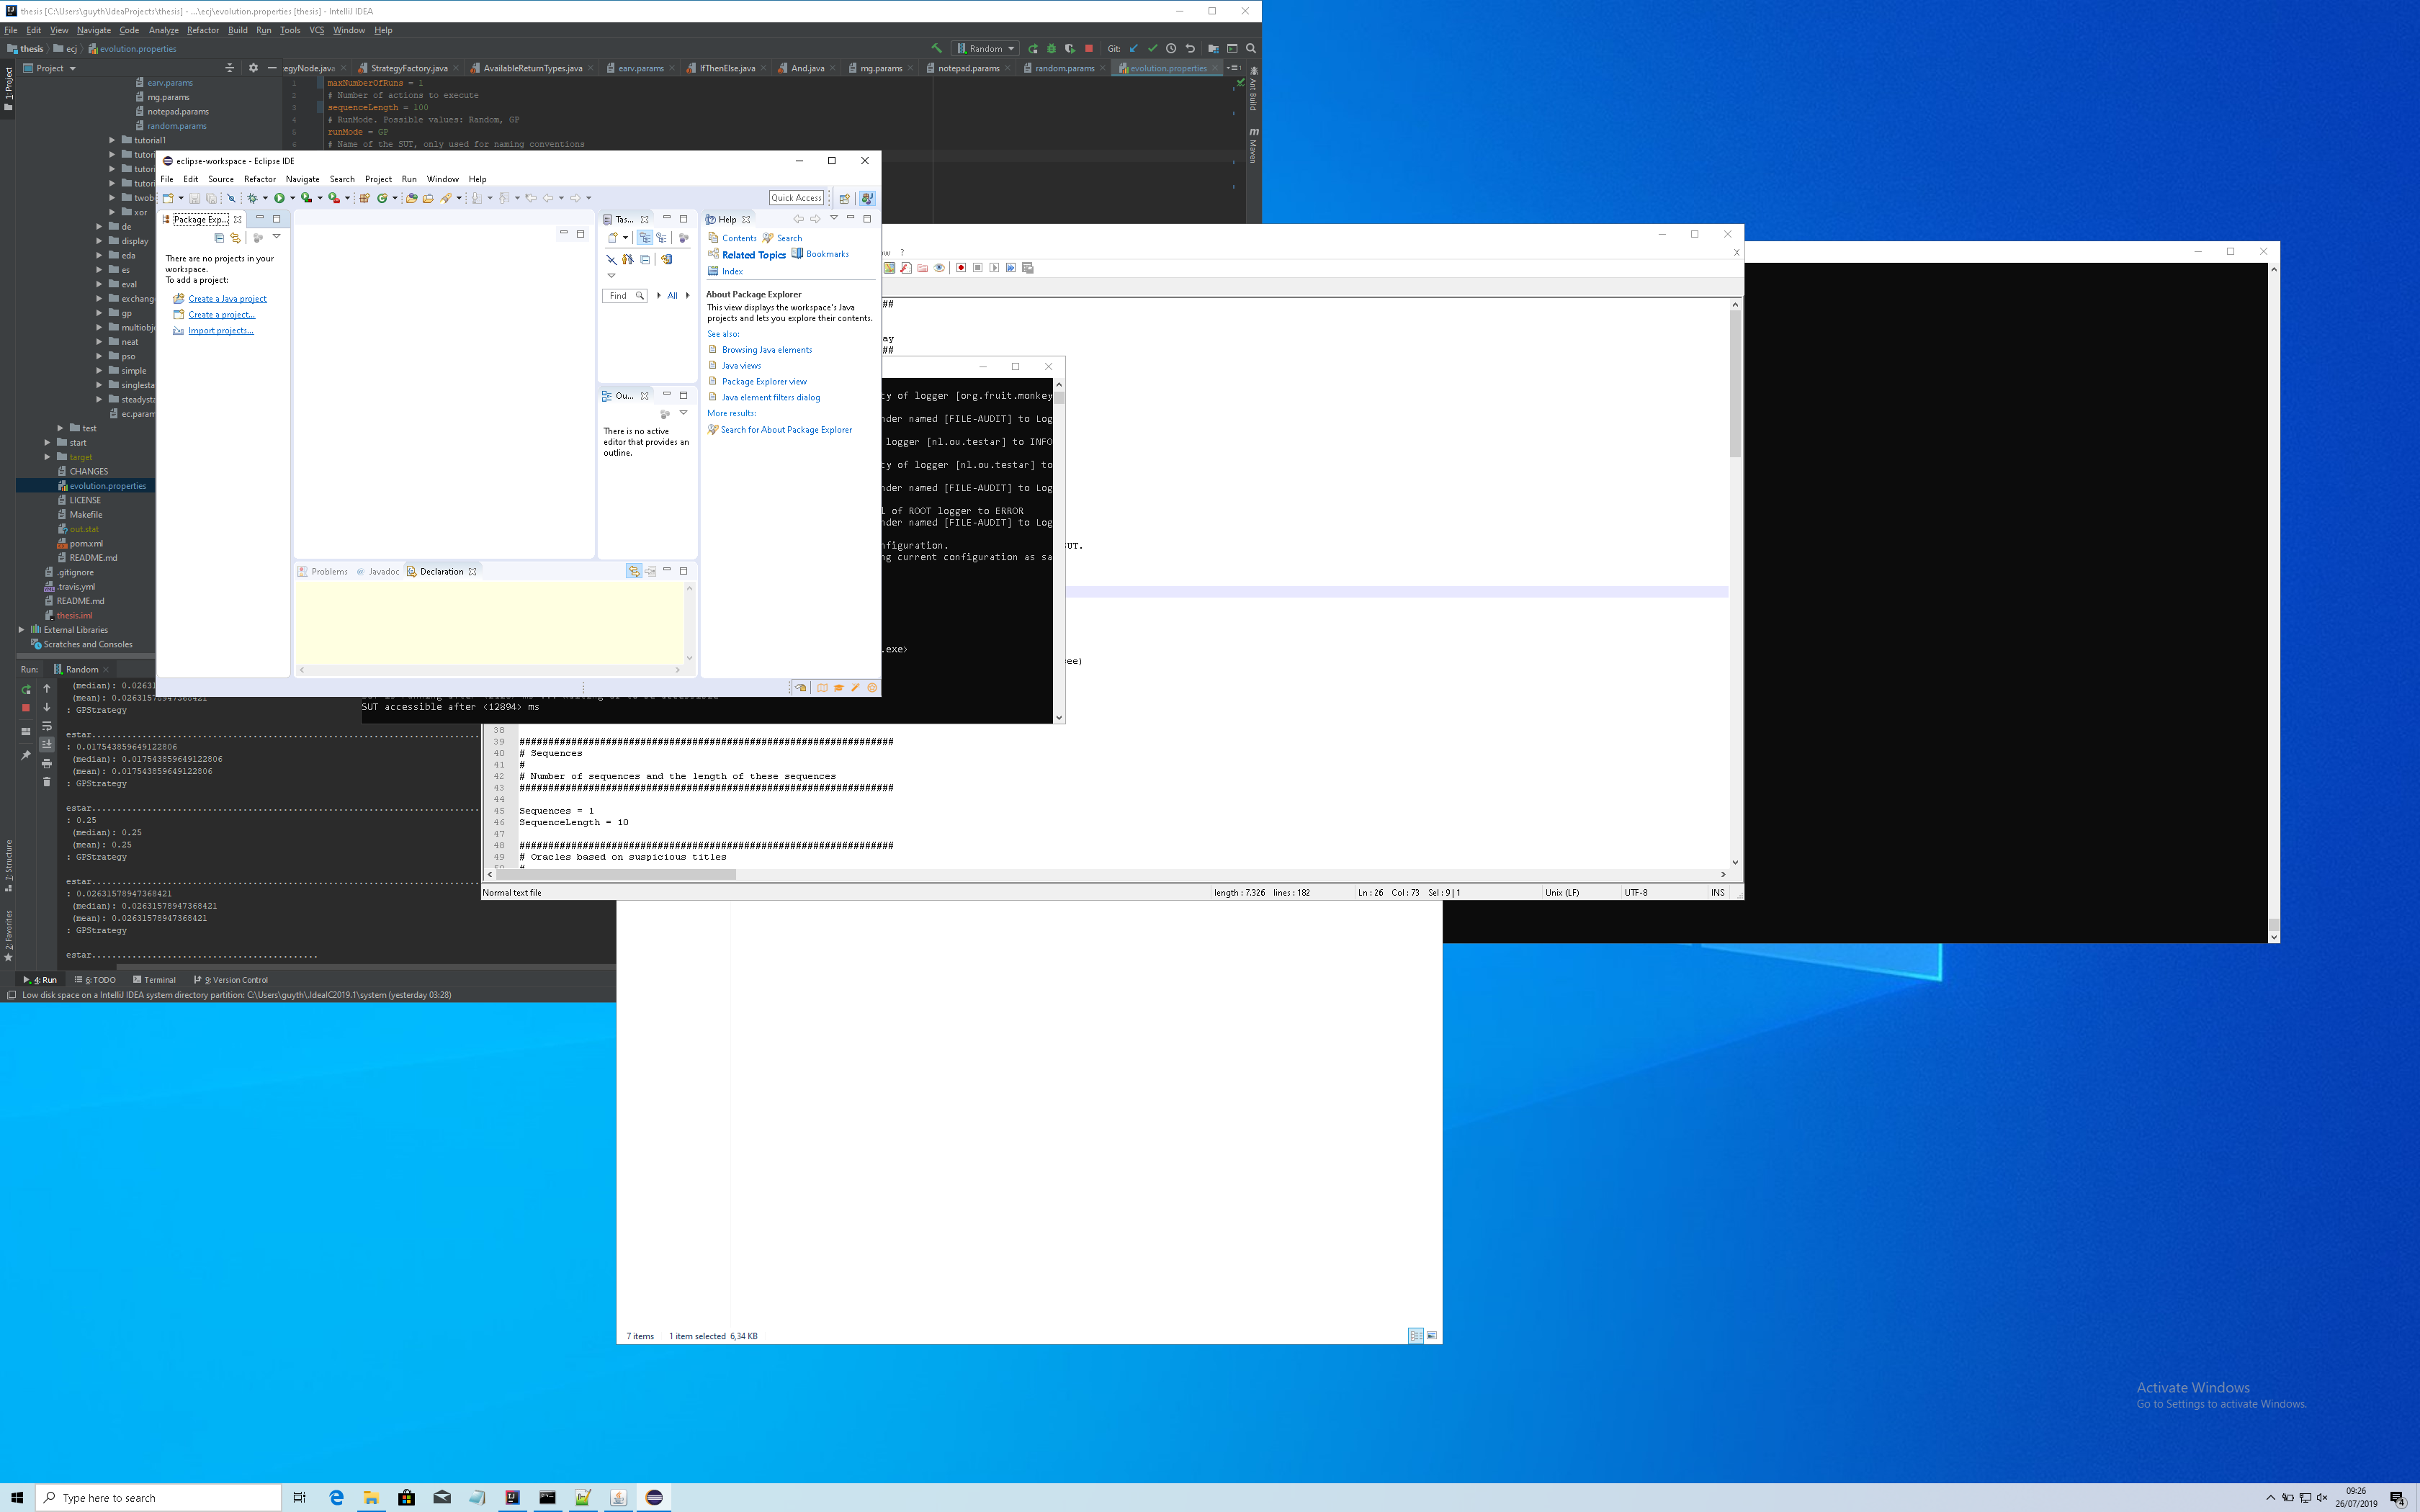 thesis [C:\Users\guyth\IdeaProjects\thesis] - ...\ecj\evolution.properties [thesis] - IntelliJ IDEA
File Edit View Navigate Code Analyze Refactor Build Run Tools VCS Window Help
thesis ecj evolution.properties
Random Git:
1: Project
Project
egyNode.java StrategyFactory.java AvailableReturnTypes.java earv.params IfThenElse.java And.java mg.params notepad.params random.params evolution.properties
Ant Build
Maven
earv.params
mg.params
notepad.params
random.params
tutorial1
tutori
tutor
tutor
twob
xor
de
display
eda
es
eval
exchang
gp
multiobje
neat
pso
simple
singlesta
steadysta
ec.param
test
start
target
CHANGES
evolution.properties
LICENSE
Makefile
out.stat
pom.xml
README.md
.gitignore
.travis.yml
README.md
thesis.iml
External Libraries
Scratches and Consoles
1 maxNumberOfRuns = 1
2 # Number of actions to execute
3 sequenceLength = 100
4 # RunMode. Possible values: Random, GP
5 runMode = GP
6 # Name of the SUT, only used for naming conventions
eclipse-workspace - Eclipse IDE
File Edit Source Refactor Navigate Search Project Run Window Help
Quick Access
Package Exp...
There are no projects in your
workspace.
To add a project:
Create a Java project
Create a project...
Import projects...
Tas...
Find All
Ou...
There is no active
editor that provides an
outline.
Help
Contents Search
Related Topics Bookmarks
Index
About Package Explorer
This view displays the workspace's Java
projects and lets you explore their contents.
See also:
Browsing Java elements
Java views
Package Explorer view
Java element filters dialog
More results:
Search for About Package Explorer
Problems Javadoc Declaration
ow ?
X
##
ay
##
ty of logger [org.fruit.monkey
nder named [FILE-AUDIT] to Log
logger [nl.ou.testar] to INFO
ty of logger [nl.ou.testar] to
nder named [FILE-AUDIT] to Log
l of ROOT logger to ERROR
nder named [FILE-AUDIT] to Log
nfiguration.
ng current configuration as sa
.exe>
SUT accessible after <12894> ms
SUT.
ee)
38
39 #################################################################
40 # Sequences
41 #
42 # Number of sequences and the length of these sequences
43 #################################################################
44
45 Sequences = 1
46 SequenceLength = 10
47
48 #################################################################
49 # Oracles based on suspicious titles
Normal text file length : 7.326 lines : 182 Ln : 26 Col : 73 Sel : 9 | 1 Unix (LF) UTF-8 INS
Run: Random
(median): 0.02631
(mean): 0.02631578947368421
: GPStrategy
estar
: 0.017543859649122806
(median): 0.017543859649122806
(mean): 0.017543859649122806
: GPStrategy
estar
: 0.25
(median): 0.25
(mean): 0.25
: GPStrategy
estar
: 0.02631578947368421
(median): 0.02631578947368421
(mean): 0.02631578947368421
: GPStrategy
estar
7: Structure
2: Favorites
4: Run 6: TODO Terminal 9: Version Control
Low disk space on a IntelliJ IDEA system directory partition: C:\Users\guyth\.IdeaIC2019.1\system (yesterday 03:28)
7 items 1 item selected 6,34 KB
Activate Windows
Go to Settings to activate Windows.
Type here to search
09:26
26/07/2019
4